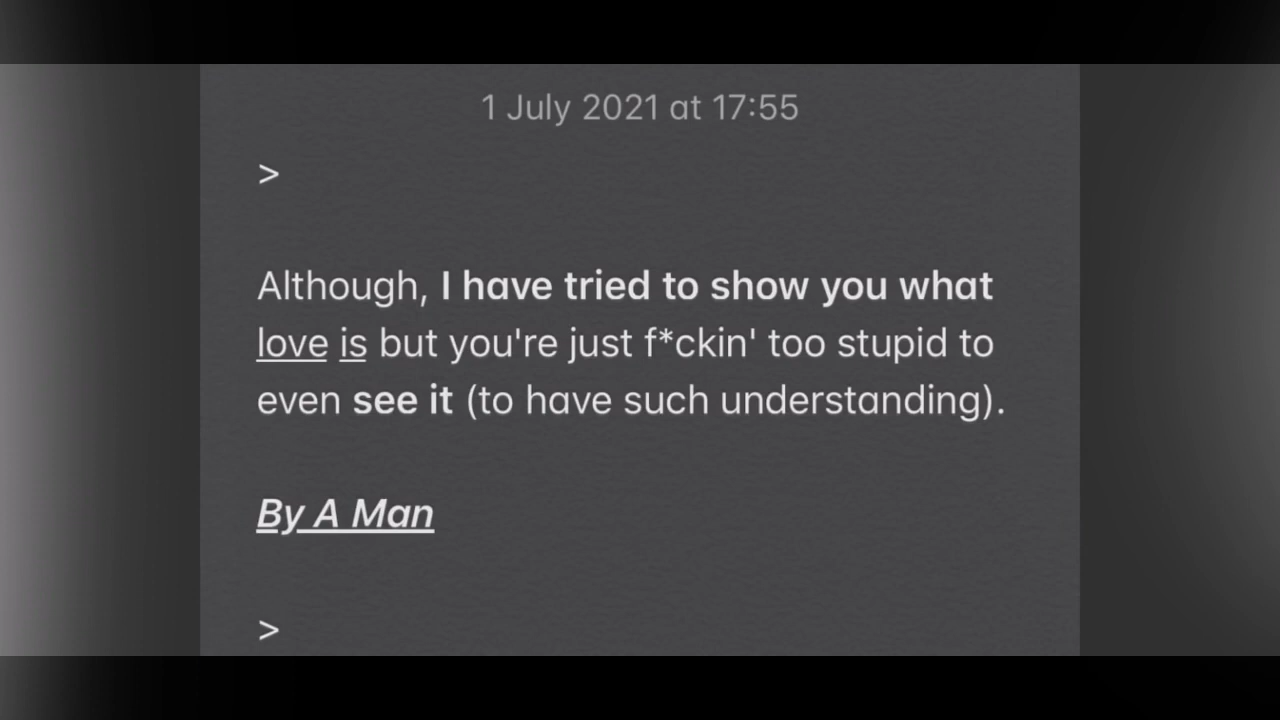 1 July 2021 at 17:55
>
Although, I have tried to show you what
love is but you're just f*ckin' too stupid to
even see it (to have such understanding).
By A Man
>